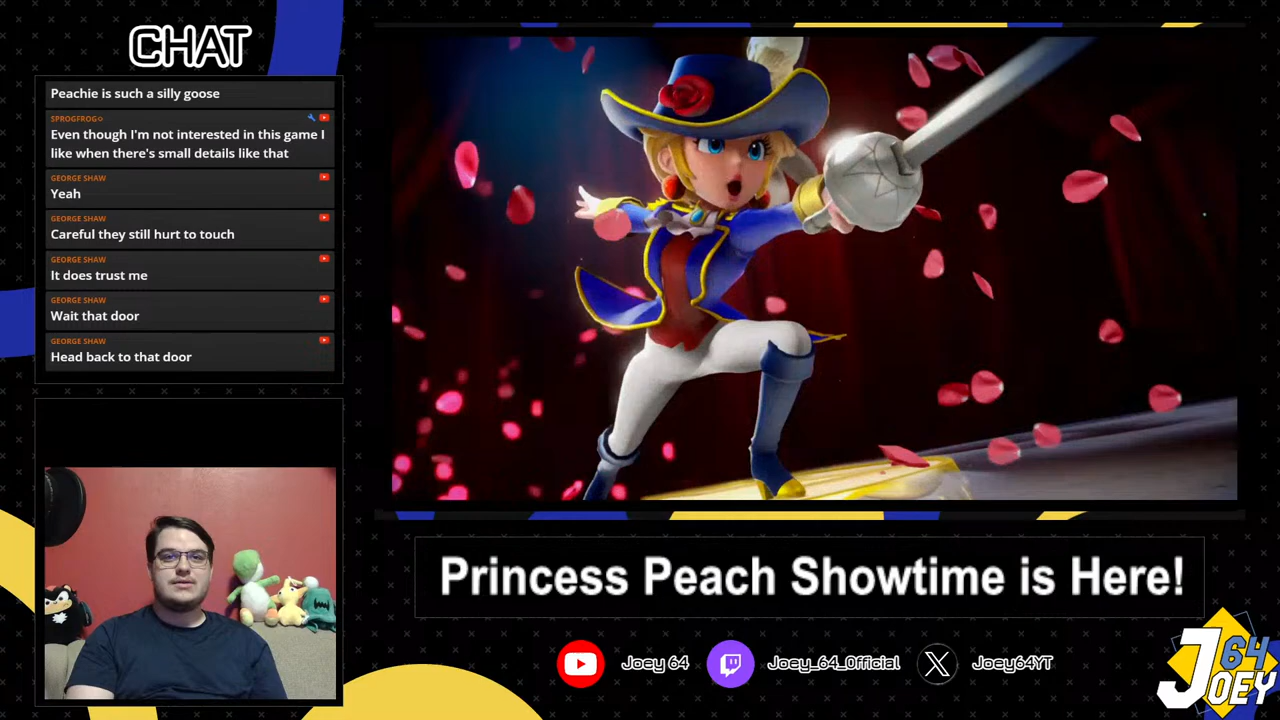 CHAT
Peachie is such a silly goose
SPROGFROG
Even though I'm not interested in this game I
like when there's small details like that
GEORGE SHAW
Yeah
GEORGE SHAW
Careful they still hurt to touch
GEORGE SHAW
It does trust me
GEORGE SHAW
Wait that door
GEORGE SHAW
Head back to that door
Princess Peach Showtime is Here!
Joey 64
Joey_64_Official
Joey64YT
64
JOEY